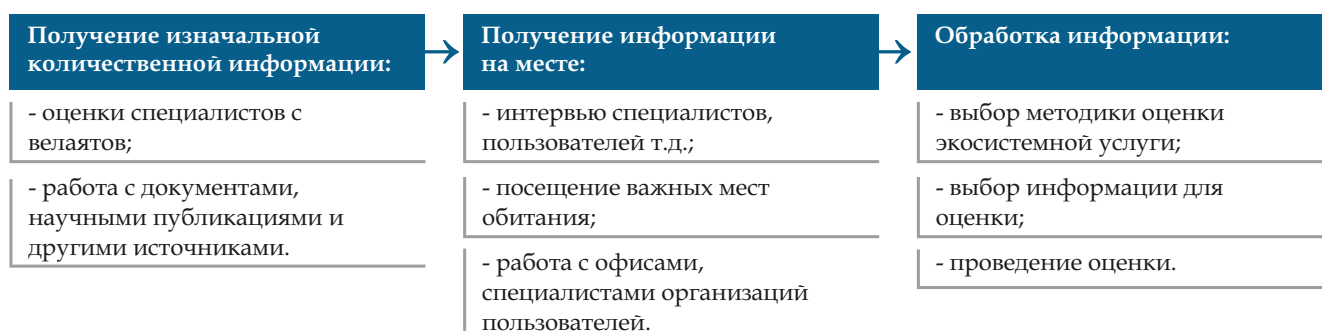 Получение изначальной
количественной информации:
- оценки специалистов с
велаятов;
- работа с документами,
научными публикациями и
другими источниками.
Получение информации
на месте:
- интервью специалистов,
пользователей т.д.;
- посещение важных мест
обитания;
- работа с офисами,
специалистами организаций
пользователей.
Обработка информации:
- выбор методики оценки
экосистемной услуги;
- выбор информации для
оценки;
- проведение оценки.